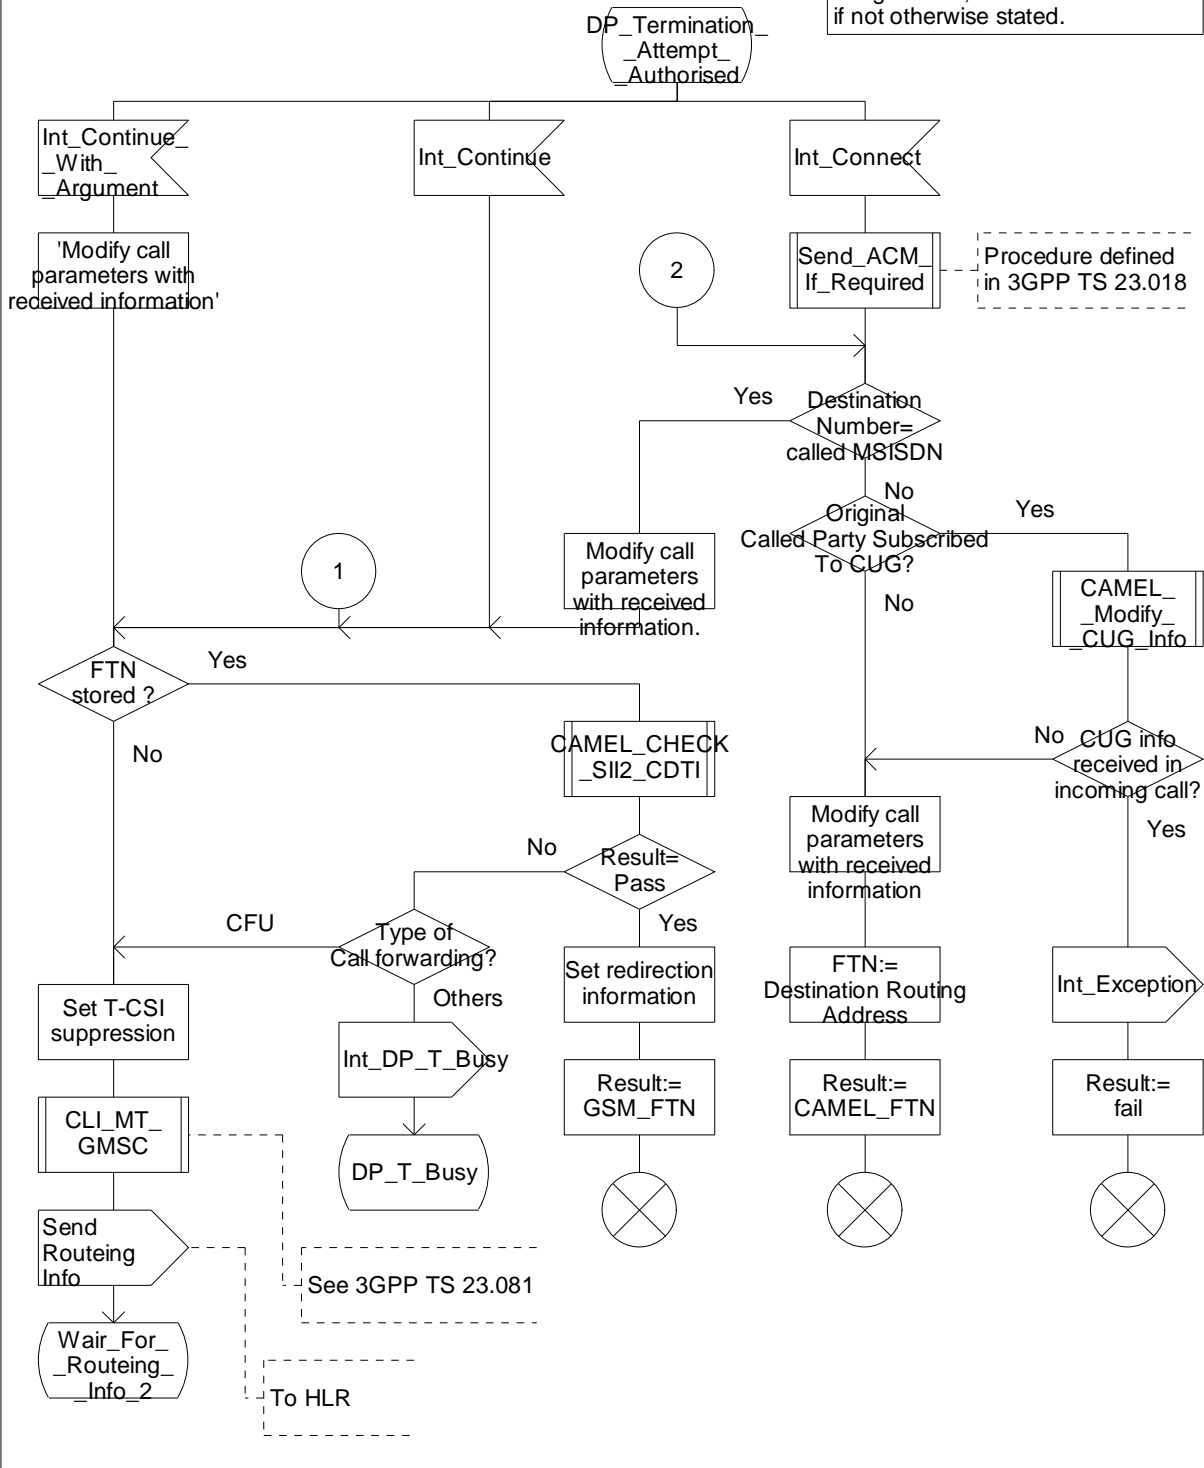 if not otherwise stated.
DP_Termination_
_Attempt_
_Authorised
Int_Continue_
_With_
_Argument
Int_Continue
Int_Connect
'Modify call
parameters with
received information'
2
Send_ACM_
If_Required
Procedure defined
in 3GPP TS 23.018
Yes
Destination
Number=
called MSISDN
No
Original
Called Party Subscribed
To CUG?
Yes
No
1
Modify call
parameters
with received
information.
CAMEL_
_Modify_
_CUG_Info
FTN
stored ?
Yes
No
CAMEL_CHECK
_SII2_CDTI
No
CUG info
received in
incoming call?
Yes
Modify call
parameters
with received
information
No
Result=
Pass
Yes
CFU
Type of
Call forwarding?
Others
Set redirection
information
FTN:=
Destination Routing
Address
Int_Exception
Set T-CSI
suppression
Int_DP_T_Busy
Result:=
GSM_FTN
Result:=
CAMEL_FTN
Result:=
fail
CLI_MT_
GMSC
DP_T_Busy
Send
Routeing
Info
See 3GPP TS 23.081
Wair_For_
_Routeing_
_Info_2
To HLR